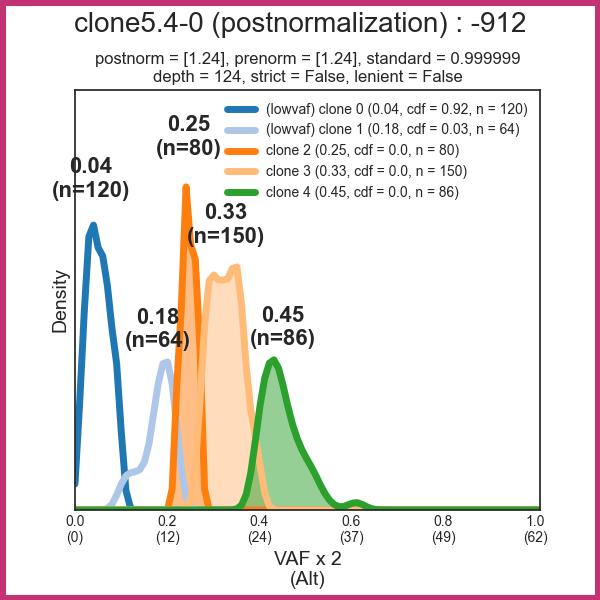 clone5.4-0 (postnormalization) : -912
postnorm = [1.24], prenorm = [1.24], standard = 0.999999
depth = 124, strict = False, lenient = False
(lowvaf) clone 0 (0.04, cdf = 0.92, n = 120)
(lowvaf) clone 1 (0.18, cdf = 0.03, n = 64)
clone 2 (0.25, cdf = 0.0, n = 80)
clone 3 (0.33, cdf = 0.0, n = 150)
clone 4 (0.45, cdf = 0.0, n = 86)
0.25
(n=80)
0.04
(n=120)
0.33
(n=150)
0.18
(n=64)
0.45
(n=86)
Density
0.0 0.2 0.4 0.6 0.8 1.0
(0) (12) (24) (37) (49) (62)
VAF x 2
(Alt)